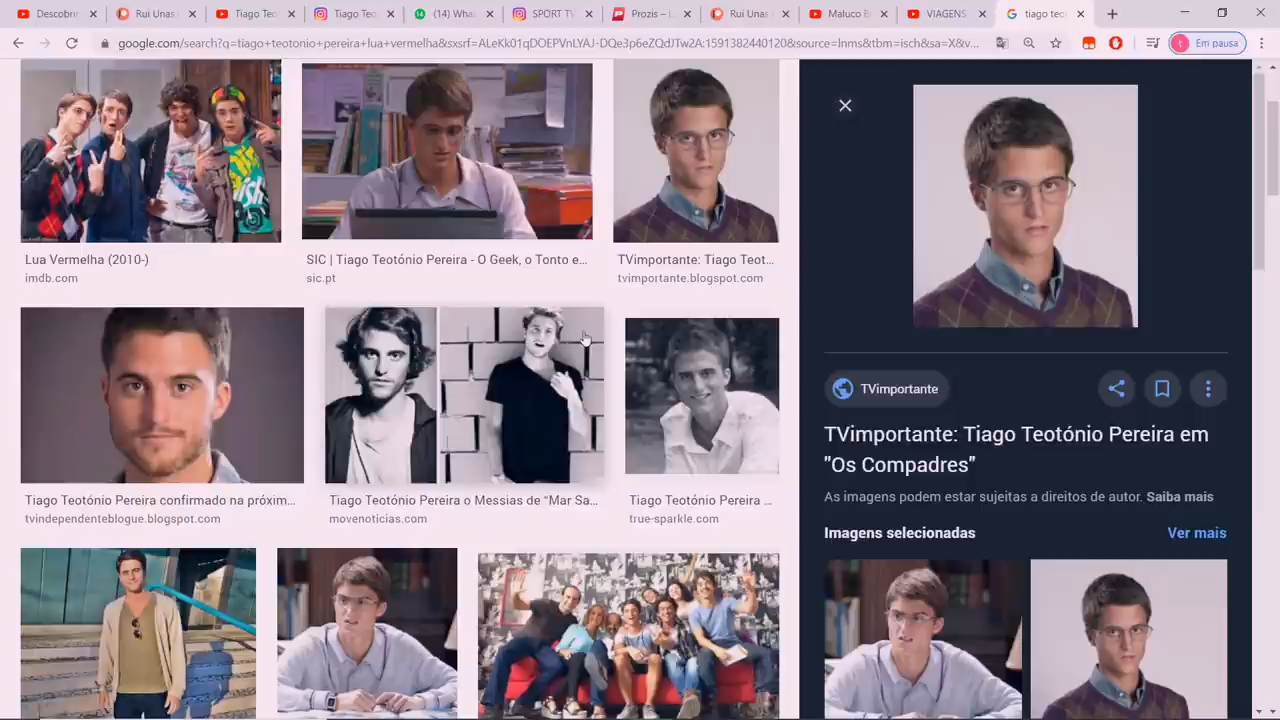 Descobre
Rui Unas
Tiago Teo
Tiago Teo
(14) Wha
SPORT TV
Prozis –
Rui Unas
Maluco B
VIAGENS
tiago teo
google.com/search?q=tiago+teotonio+pereira+lua+vermelha&sxsrf=ALeKk01qDOEPVnLYAJ-DQe3p6e7QdJTw2A:1591382440120&source=lnms&tbm=isch&sa=X&v...
t Em pausa
Lua Vermelha (2010-)
imdb.com
SIC | Tiago Teotónio Pereira - O Geek, o Tonto e...
sic.pt
TVimportante: Tiago Teot...
tvimportante.blogspot.com
Tiago Teotónio Pereira confirmado na próxim...
tvindependenteblogue.blogspot.com
Tiago Teotónio Pereira o Messias de “Mar Sa...
movenoticias.com
Tiago Teotónio Pereira ...
true-sparkle.com
TVimportante
TVimportante: Tiago Teotónio Pereira em
"Os Compadres"
As imagens podem estar sujeitas a direitos de autor. Saiba mais
Imagens selecionadas
Ver mais